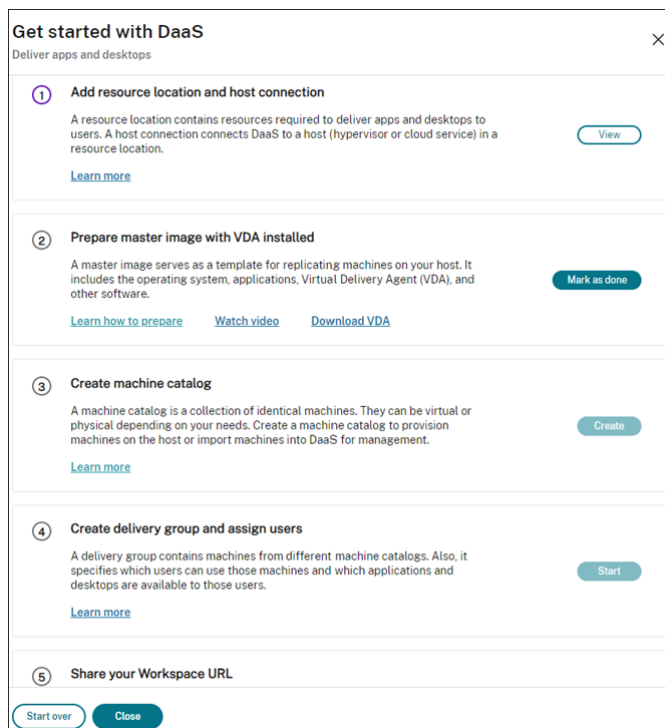 Get started with DaaS
Deliver apps and desktops
1
Add resource location and host connection
A resource location contains resources required to deliver apps and desktops to
users. A host connection connects DaaS to a host (hypervisor or cloud service) in a
resource location.
View
Learn more
2
Prepare master image with VDA installed
A master image serves as a template for replicating machines on your host. It
includes the operating system, applications, Virtual Delivery Agent (VDA), and
other software.
Mark as done
Learn how to prepare Watch video Download VDA
3
Create machine catalog
A machine catalog is a collection of identical machines. They can be virtual or
physical depending on your needs. Create a machine catalog to provision
machines on the host or import machines into DaaS for management.
Create
Learn more
4
Create delivery group and assign users
A delivery group contains machines from different machine catalogs. Also, it
specifies which users can use those machines and which applications and
desktops are available to those users.
Start
Learn more
5
Share your Workspace URL
Start over Close